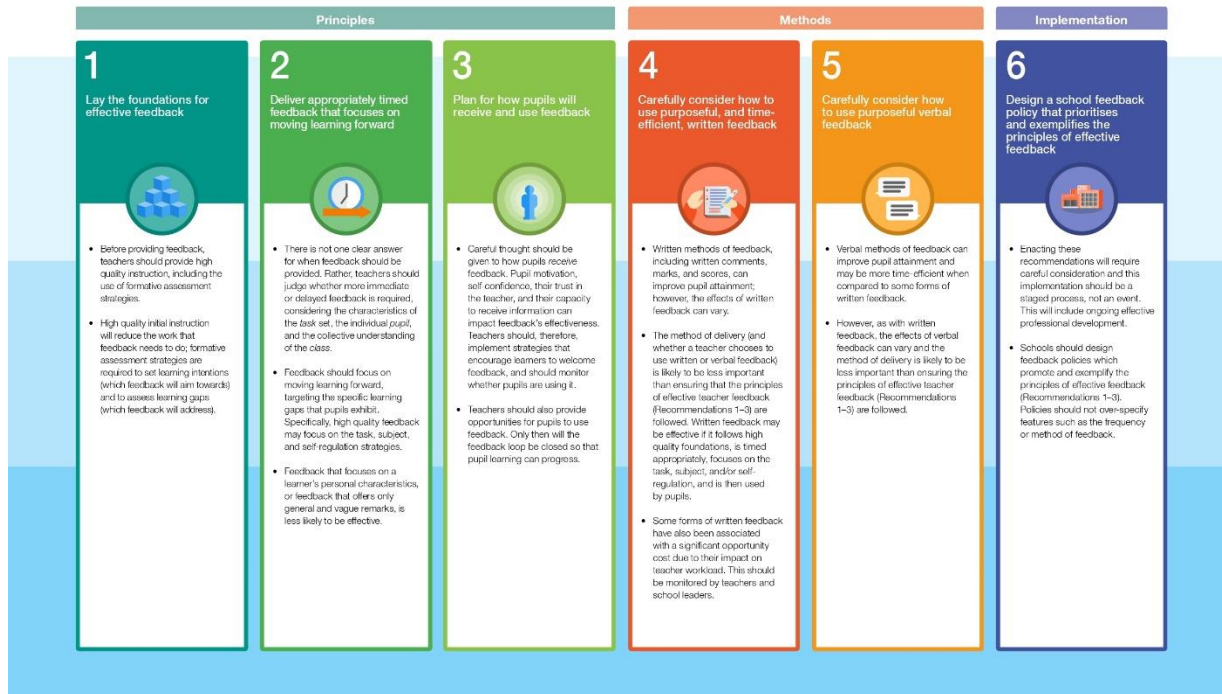 Principles
Methods
Implementation
1
Lay the foundations for
effective feedback
• Before providing feedback,
teachers should provide high
quality instruction, including the
use of formative assessment
strategies.
• High quality initial instruction
will reduce the work that
feedback needs to do; formative
assessment strategies are
required to set learning intentions
(which feedback will aim towards)
and to assess learning gaps
(which feedback will address).
2
Deliver appropriately timed
feedback that focuses on
moving learning forward
• There is not one clear answer
for when feedback should be
provided. Rather, teachers should
judge whether more immediate
or delayed feedback is required,
considering the characteristics of
the task set, the individual pupil,
and the collective understanding
of the class.
• Feedback should focus on
moving learning forward,
targeting the specific learning
gaps that pupils exhibit.
Specifically, high quality feedback
may focus on the task, subject,
and self-regulation strategies.
• Feedback that focuses on a
learner's personal characteristics,
or feedback that offers only
general and vague remarks, is
less likely to be effective.
3
Plan for how pupils will
receive and use feedback
• Careful thought should be
given to how pupils receive
feedback. Pupil motivation,
self confidence, their trust in
the teacher, and their capacity
to receive information can
impact feedback's effectiveness.
Teachers should, therefore,
implement strategies that
encourage learners to welcome
feedback, and should monitor
whether pupils are using it.
• Teachers should also provide
opportunities for pupils to use
feedback. Only then will the
feedback loop be closed so that
pupil learning can progress.
4
Carefully consider how to
use purposeful, and time-
efficient, written feedback
• Written methods of feedback,
including written comments,
marks, and scores, can
improve pupil attainment;
however, the effects of written
feedback can vary.
• The method of delivery (and
whether a teacher chooses to
use written or verbal feedback)
is likely to be less important
than ensuring that the principles
of effective teacher feedback
(Recommendations 1–3) are
followed. Written feedback may
be effective if it follows high
quality foundations, is timed
appropriately, focuses on the
task, subject, and/or self-
regulation, and is then used
by pupils.
• Some forms of written feedback
have also been associated
with a significant opportunity
cost due to their impact on
teacher workload. This should
be monitored by teachers and
school leaders.
5
Carefully consider how
to use purposeful verbal
feedback
• Verbal methods of feedback can
improve pupil attainment and
may be more time-efficient when
compared to some forms of
written feedback.
• However, as with written
feedback, the effects of verbal
feedback can vary and the
method of delivery is likely to be
less important than ensuring the
principles of effective teacher
feedback (Recommendations
1–3) are followed.
6
Design a school feedback
policy that prioritises
and exemplifies the
principles of effective
feedback
• Enacting these
recommendations will require
careful consideration and this
implementation should be a
staged process, not an event.
This will include ongoing effective
professional development.
• Schools should design
feedback policies which
promote and exemplify the
principles of effective feedback
(Recommendations 1–3).
Policies should not over-specify
features such as the frequency
or method of feedback.